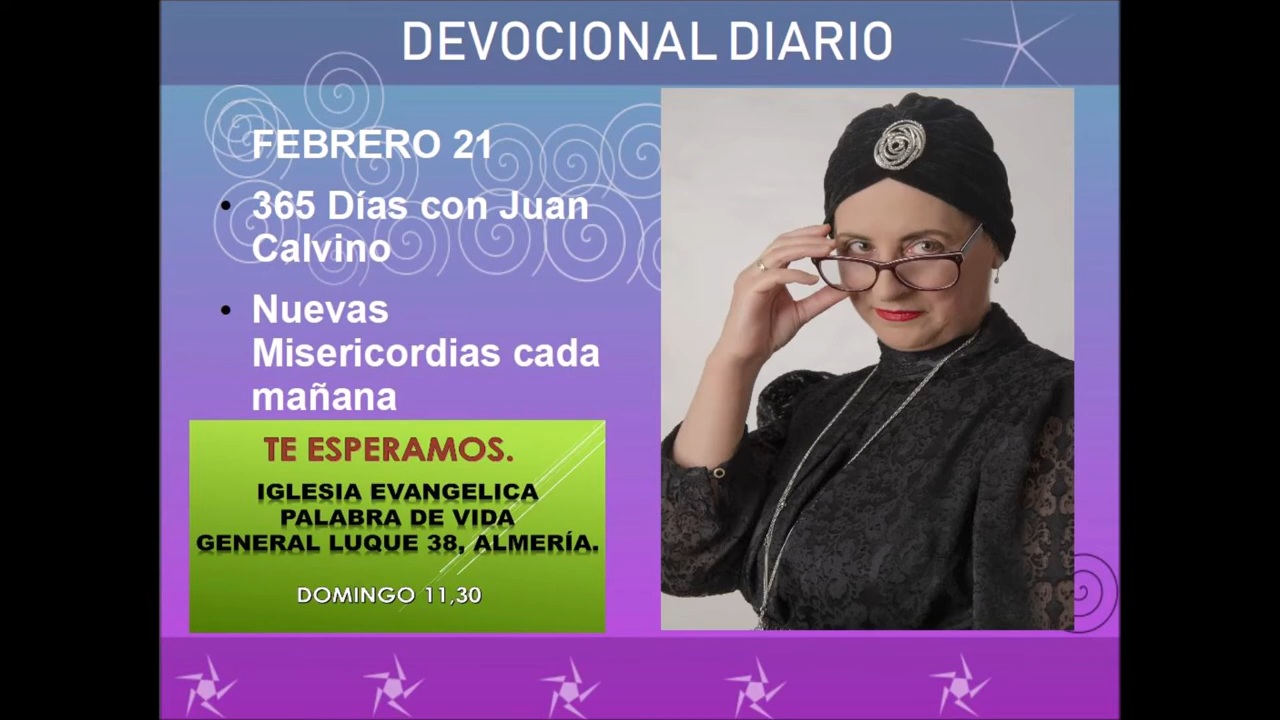 DEVOCIONAL DIARIO
FEBRERO 21
• 365 Días con Juan
Calvino
• Nuevas
Misericordias cada
mañana
TE ESPERAMOS.
IGLESIA EVANGELICA
PALABRA DE VIDA
GENERAL LUQUE 38, ALMERÍA.
DOMINGO 11,30